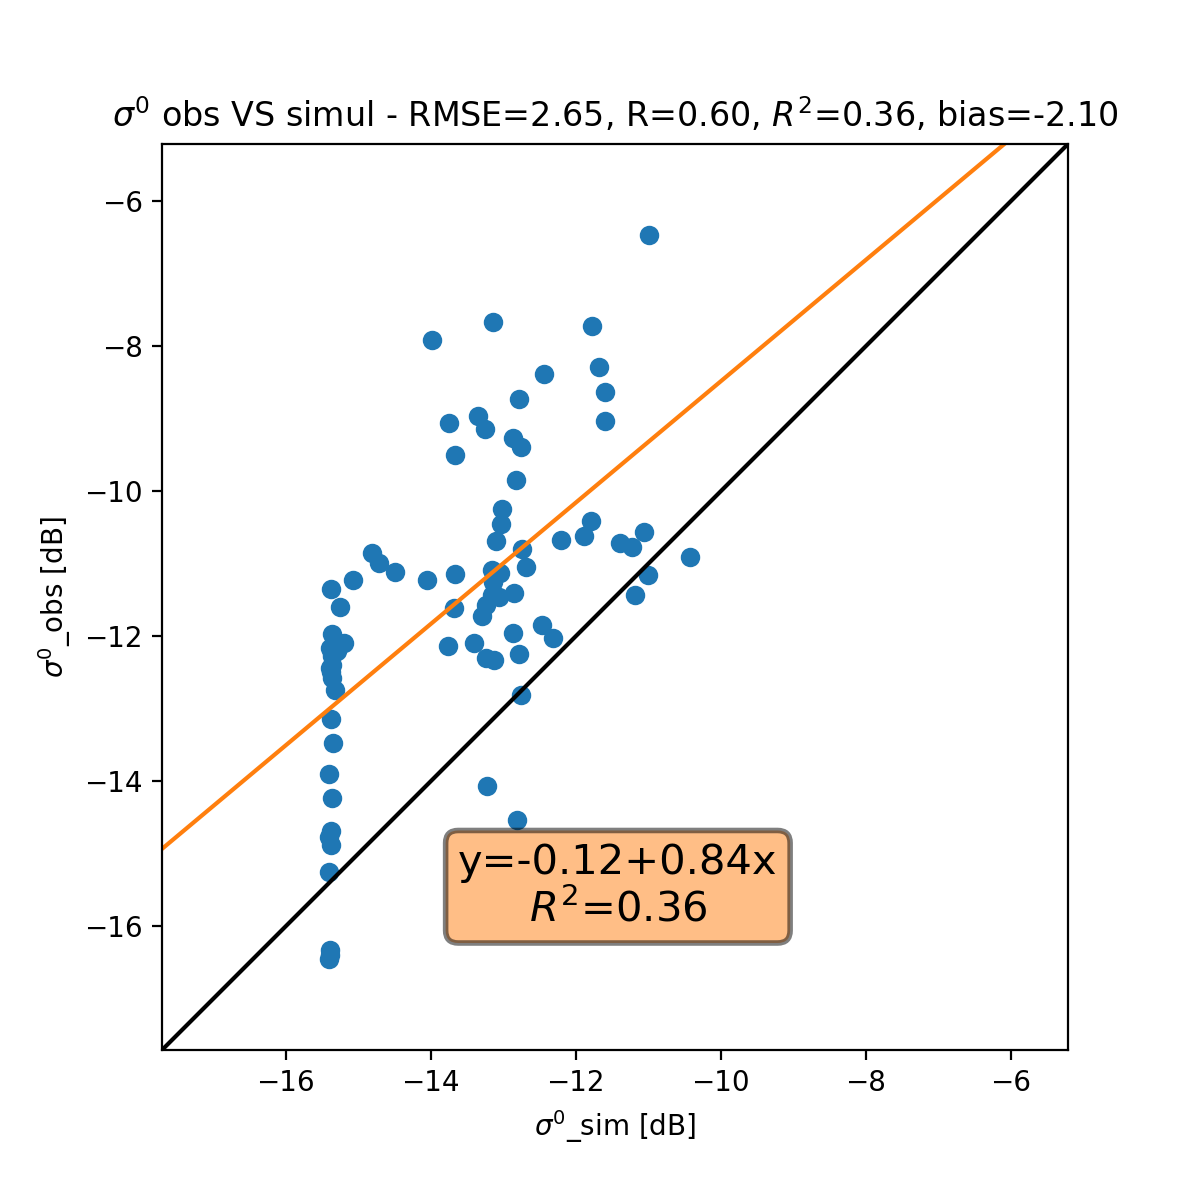 σ⁰ obs VS simul - RMSE=2.65, R=0.60, R²=0.36, bias=-2.10
−6
−8
−10
−12
−14
−16
σ⁰_obs [dB]
y=-0.12+0.84x
R²=0.36
−16 −14 −12 −10 −8 −6
σ⁰_sim [dB]